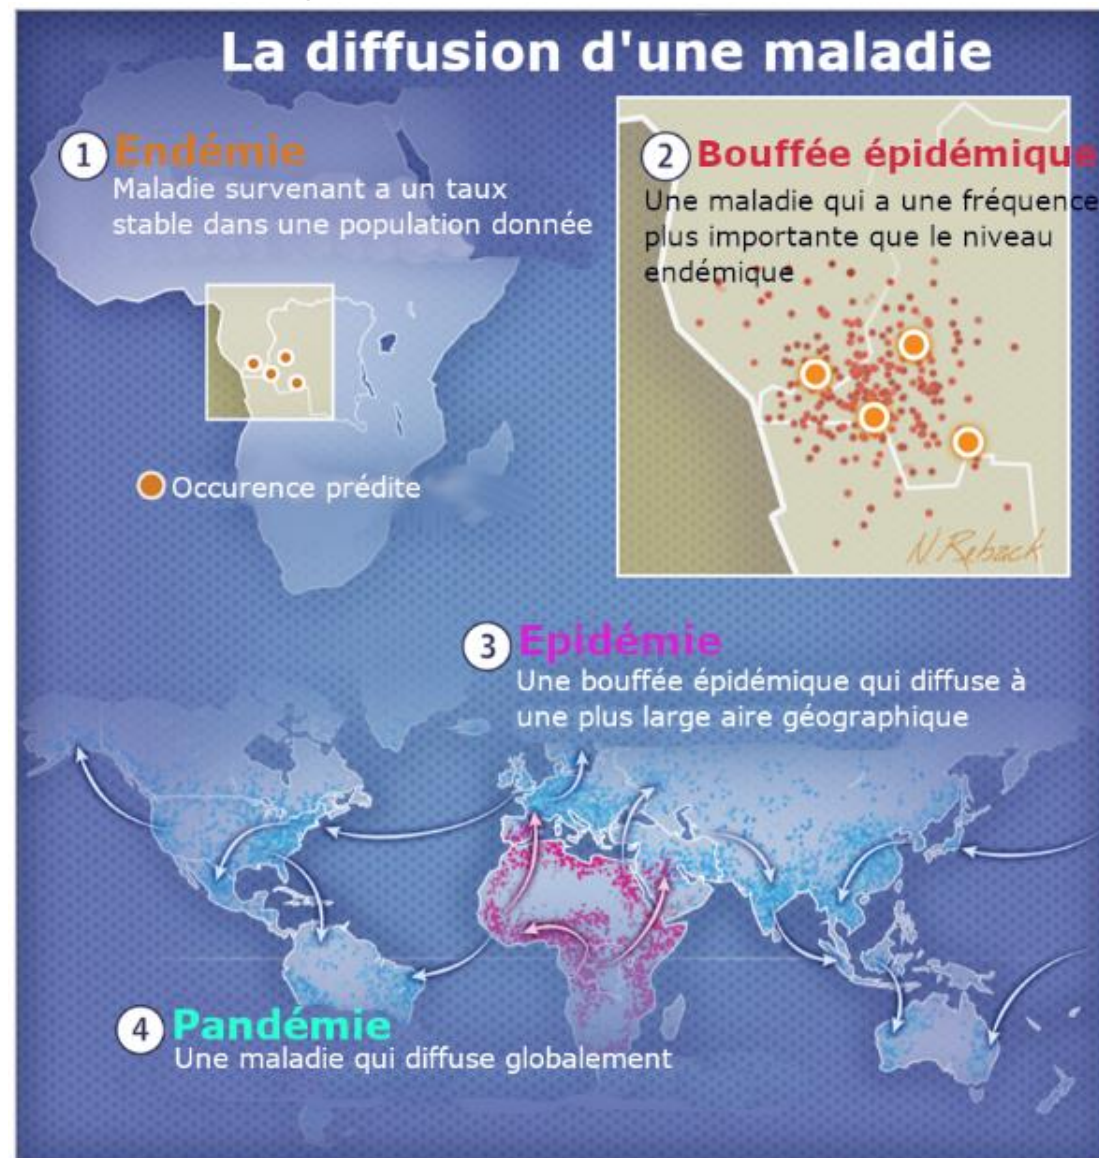 La diffusion d'une maladie
1 Endémie
Maladie survenant a un taux
stable dans une population donnée
Occurence prédite
2 Bouffée épidémique
Une maladie qui a une fréquence
plus importante que le niveau
endémique
N. Reback
3 Epidémie
Une bouffée épidémique qui diffuse à
une plus large aire géographique
4 Pandémie
Une maladie qui diffuse globalement